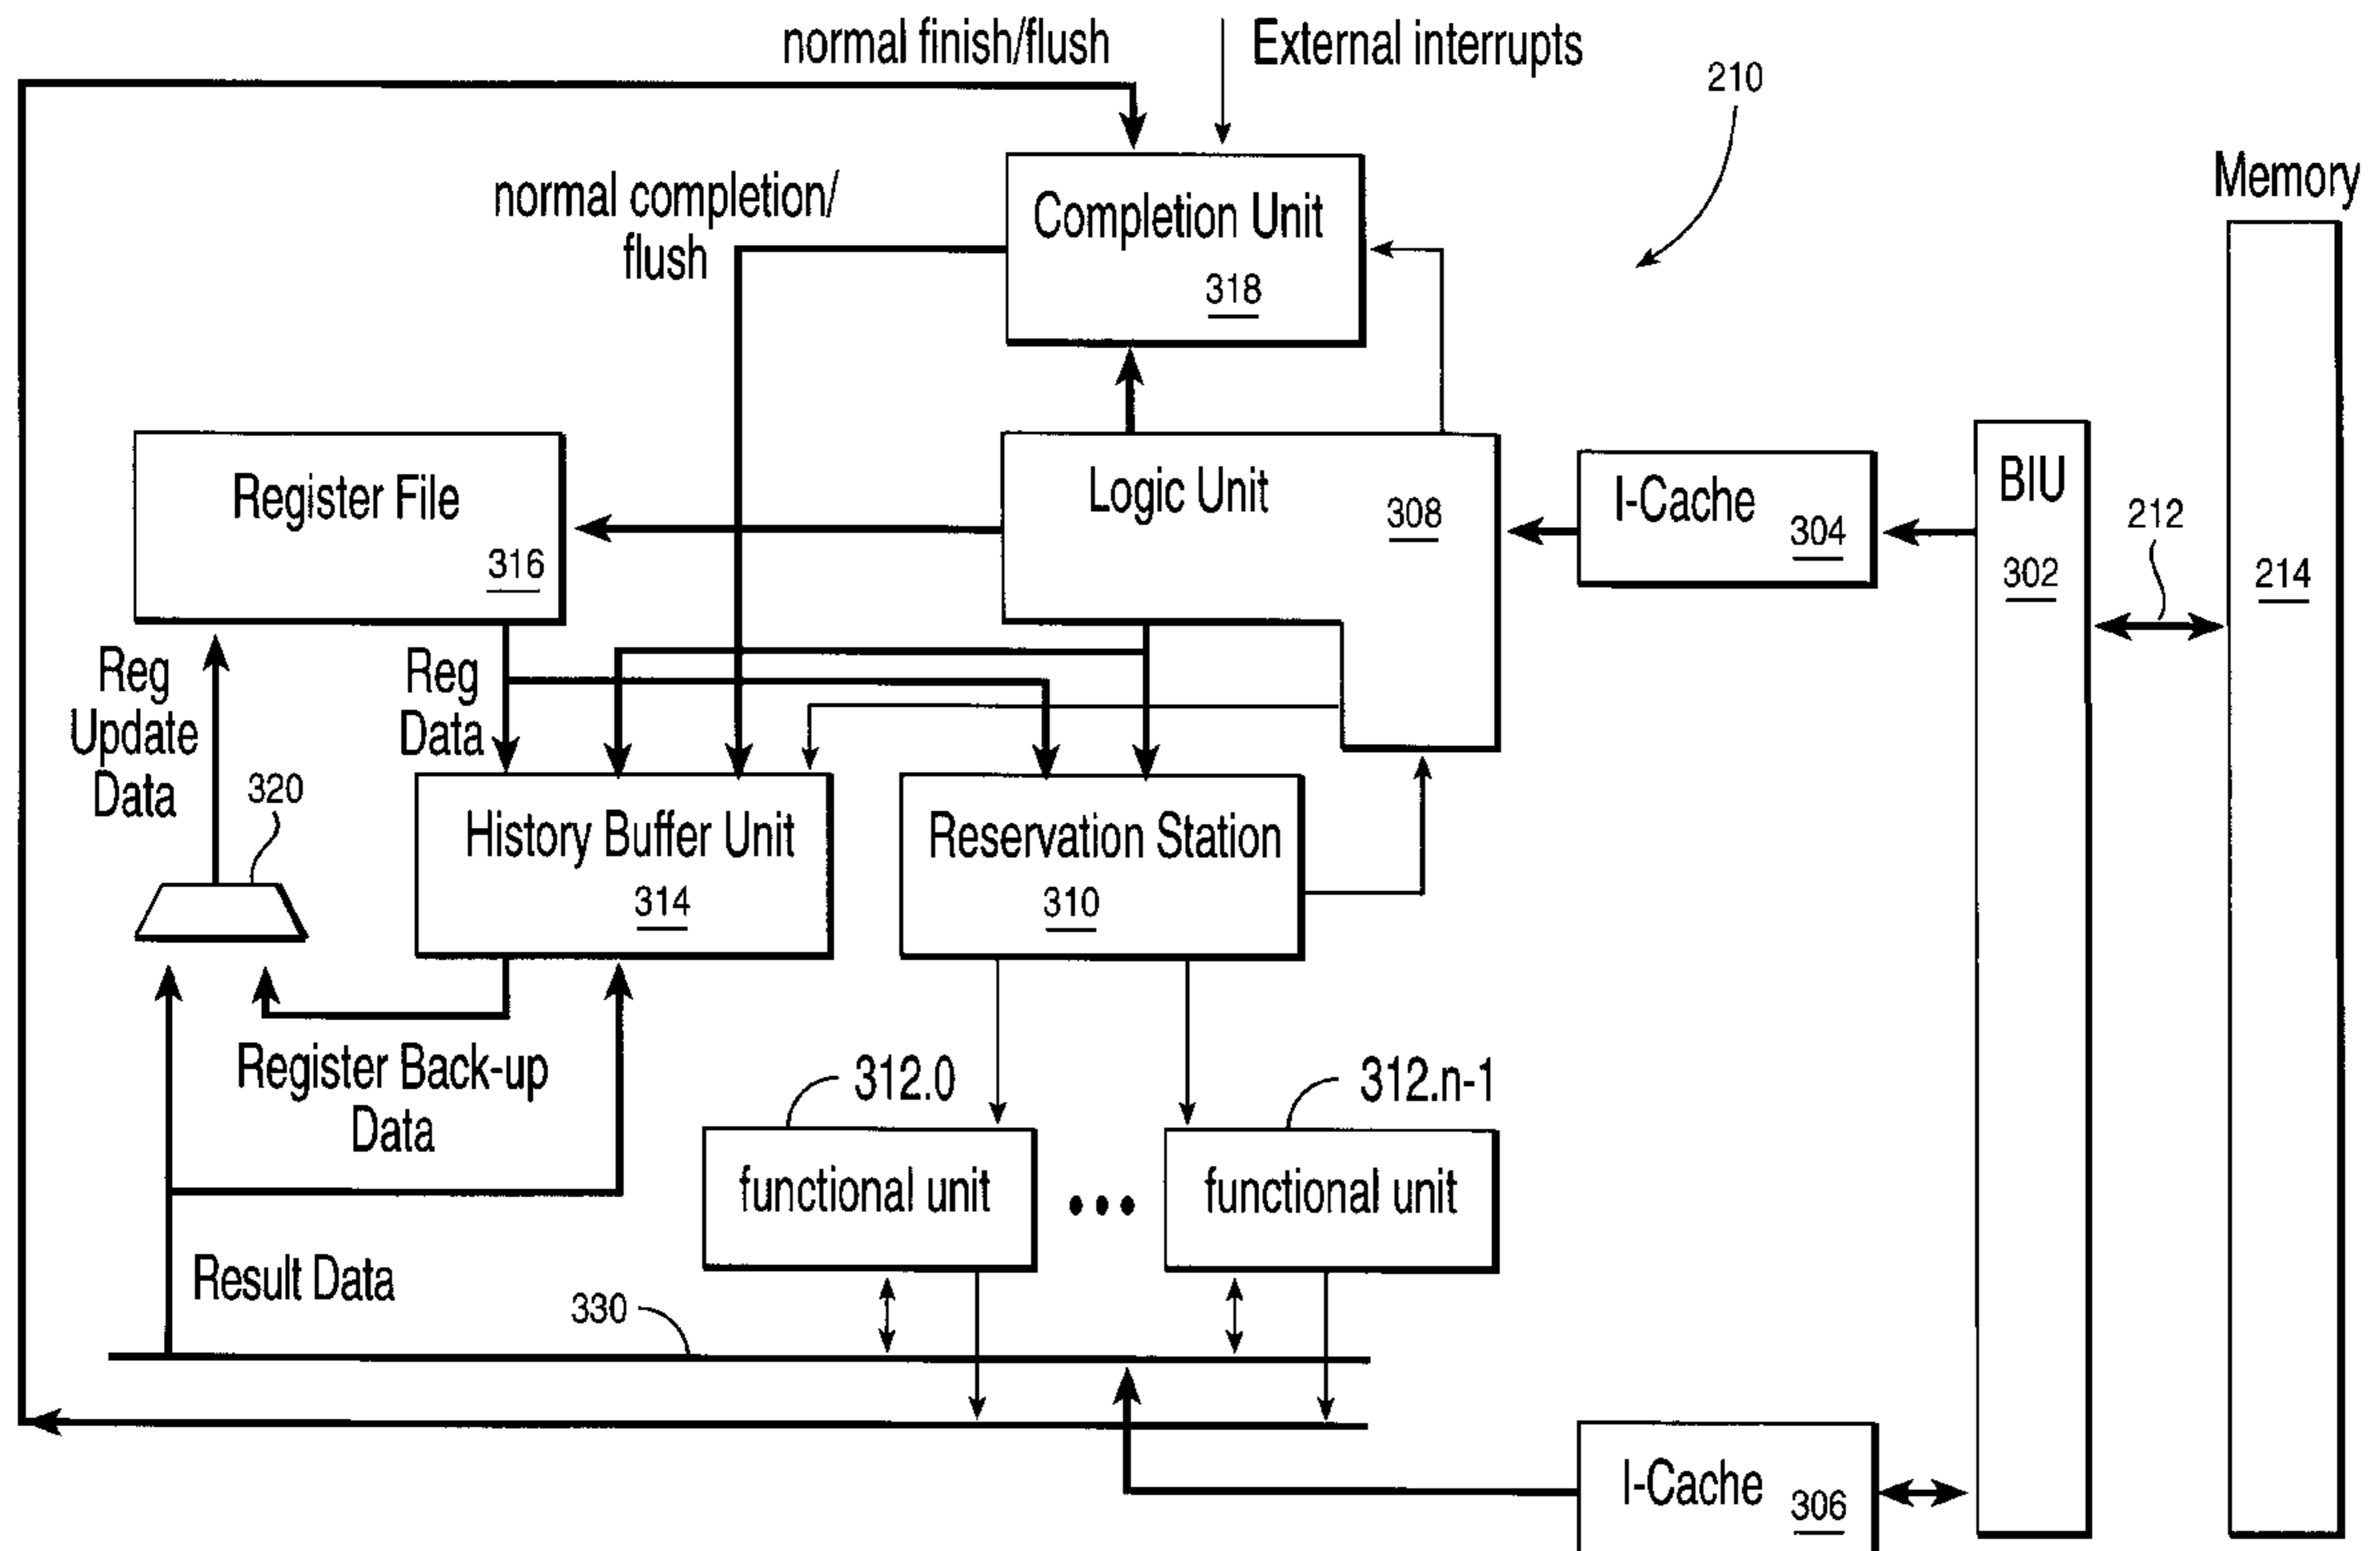 normal finish/flush
External interrupts
210
Memory
normal completion/
flush
Completion Unit
318
Register File
316
Logic Unit
308
I-Cache
304
BIU
302
212
214
Reg
Update
Data
Reg
Data
320
History Buffer Unit
314
Reservation Station
310
Register Back-up
Data
312.0
312.n-1
functional unit
•••
functional unit
Result Data
330
I-Cache
306